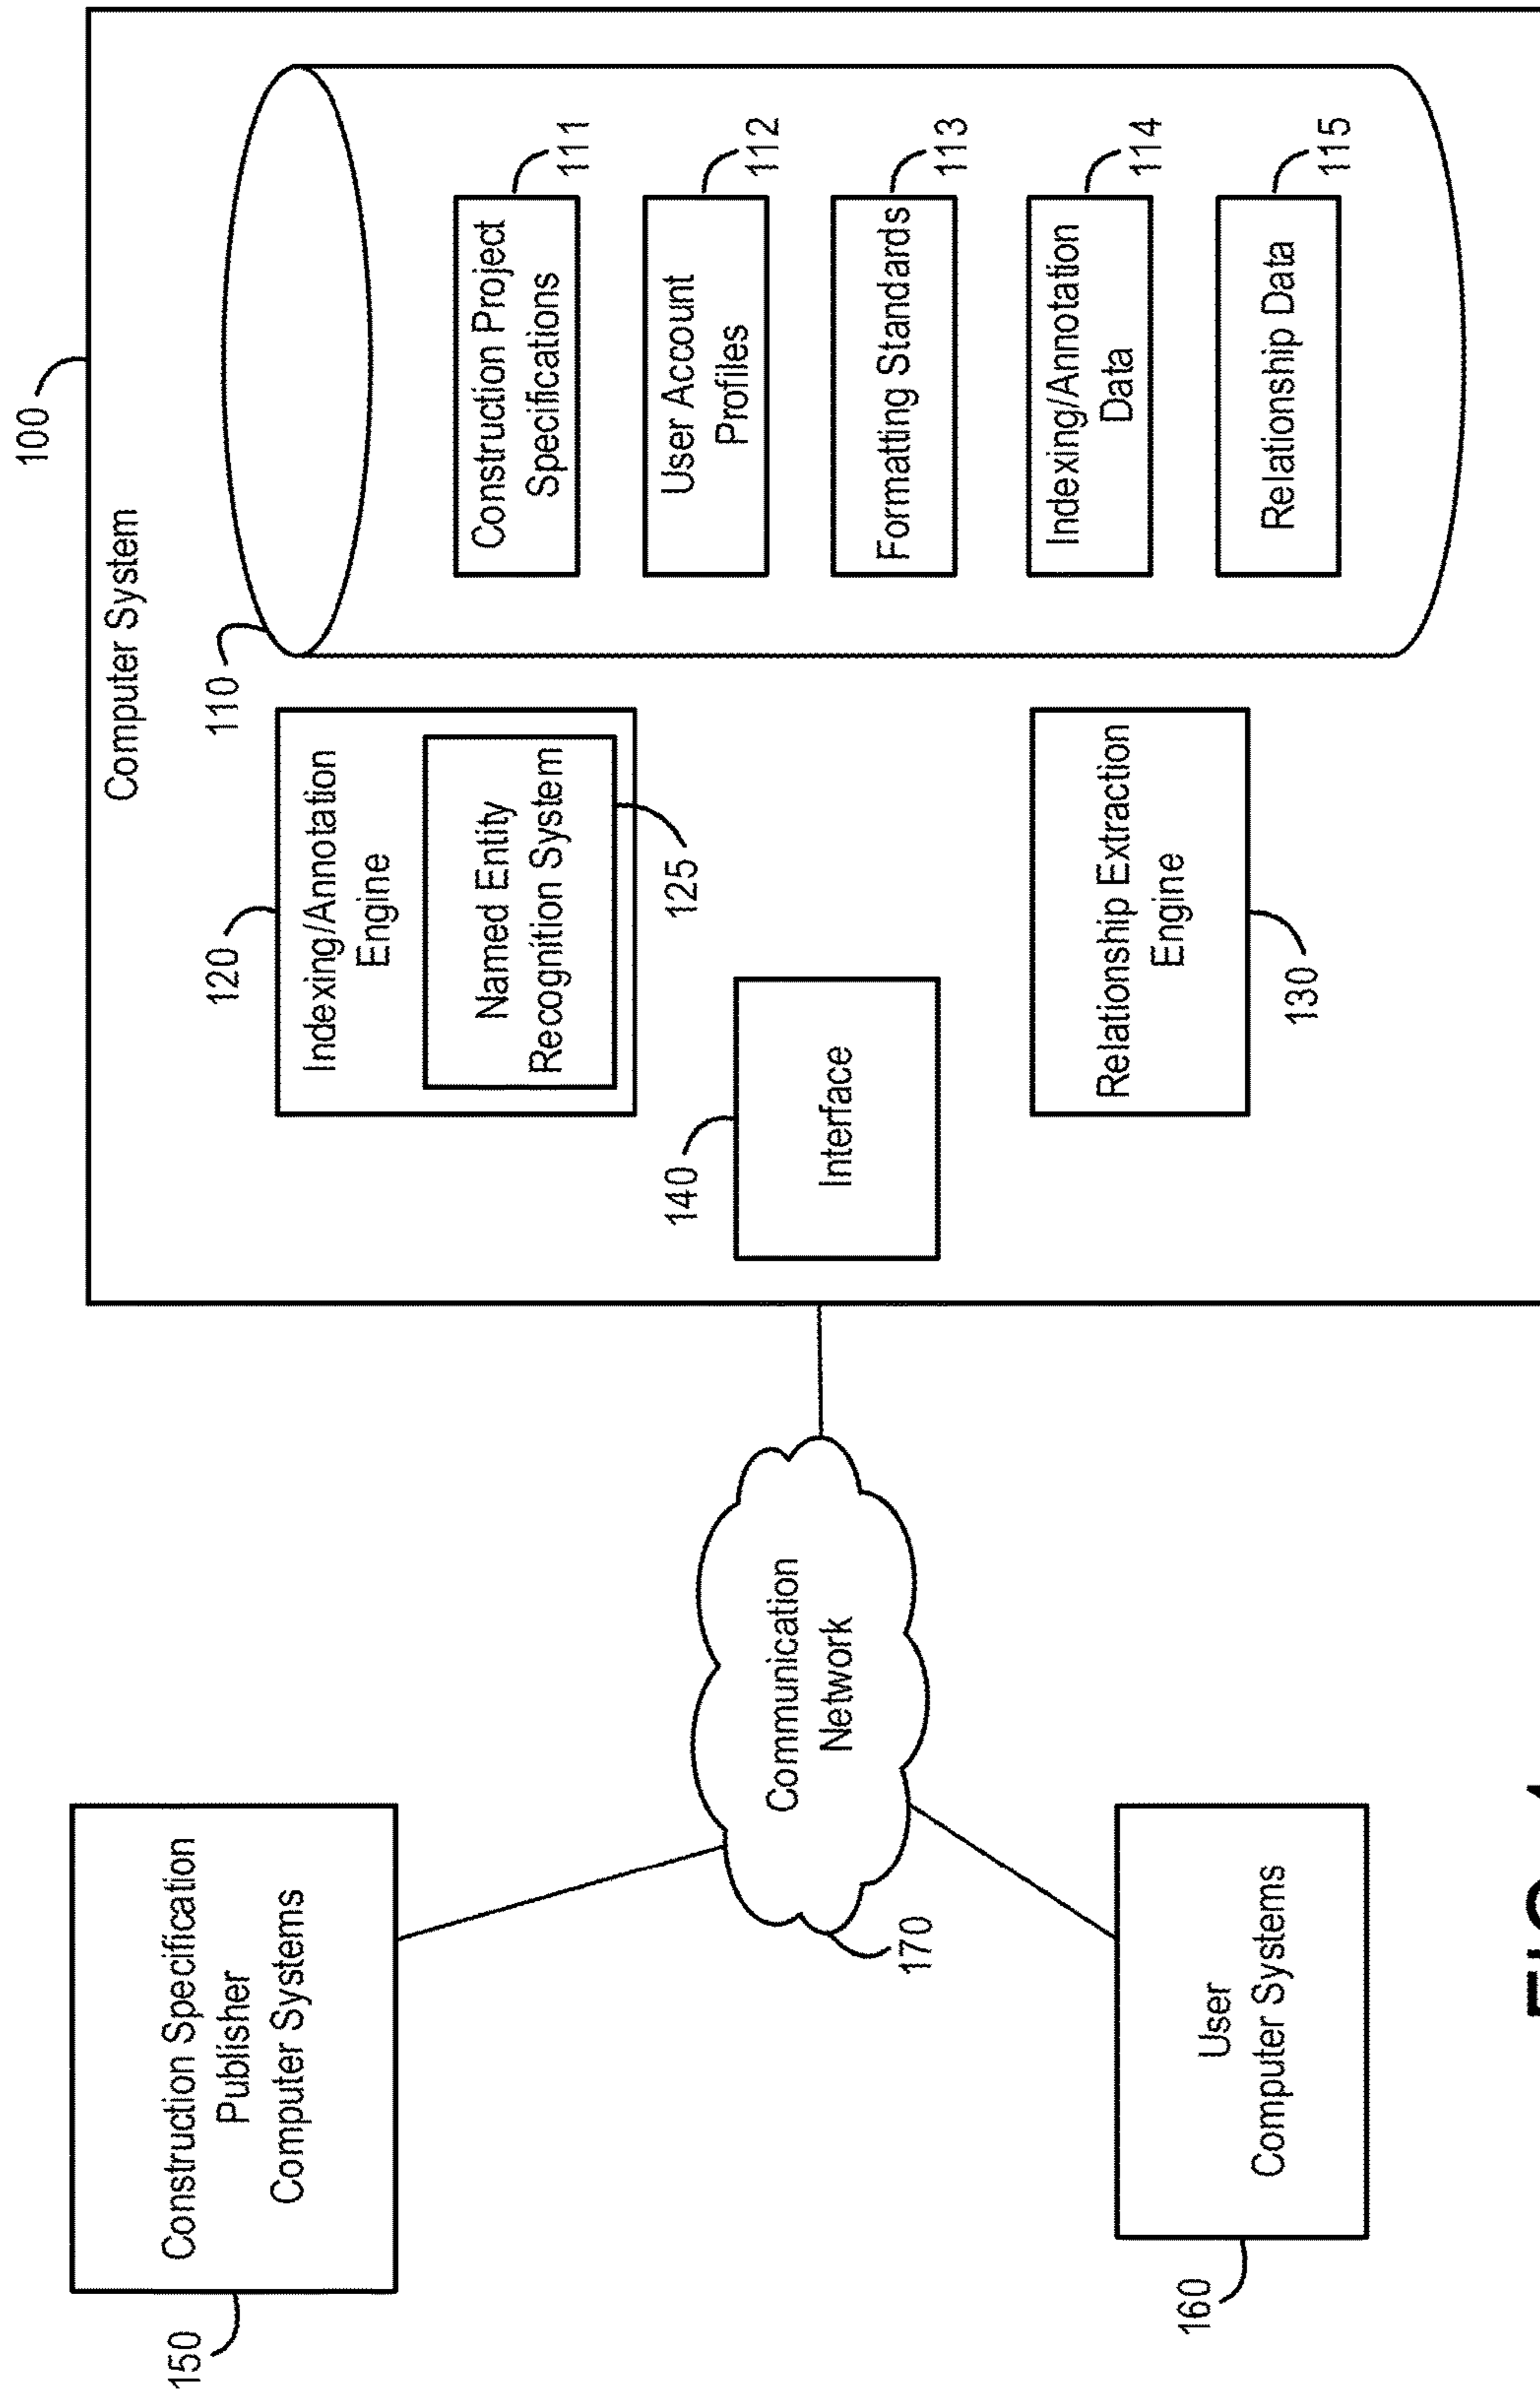 100
Computer System
110
Construction Project
Specifications
111
User Account
Profiles
112
Formatting Standards
113
Indexing/Annotation
Data
114
Relationship Data
115
120
Indexing/Annotation
Engine
Named Entity
Recognition System
125
140
Interface
Relationship Extraction
Engine
130
Communication
Network
170
150
Construction Specification
Publisher
Computer Systems
160
User
Computer Systems